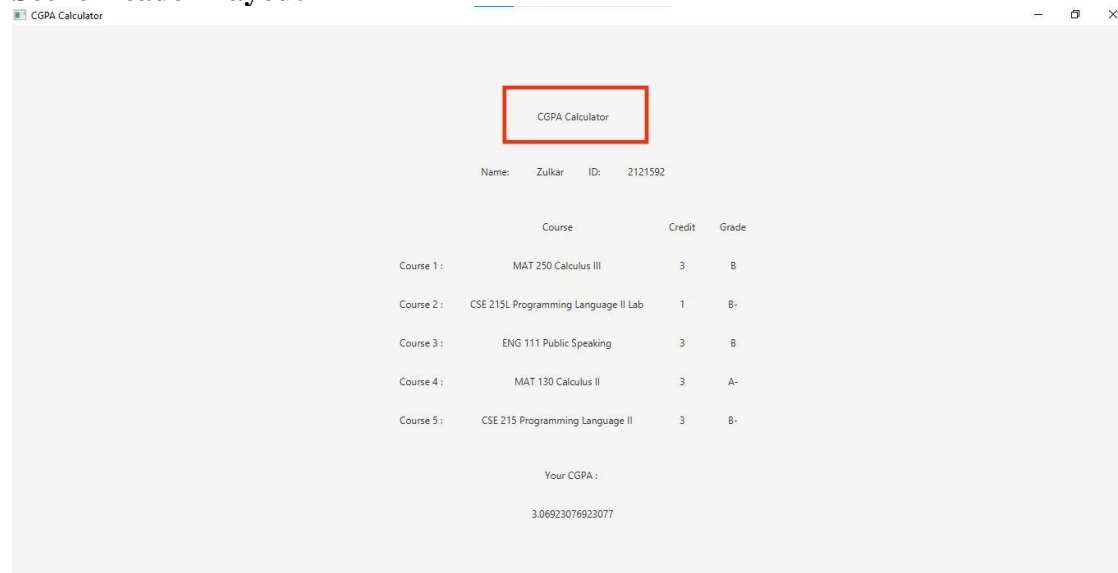 CGPA Calculator
CGPA Calculator
Name: Zulkar ID: 2121592
Course Credit Grade
Course 1 : MAT 250 Calculus III 3 B
Course 2 : CSE 215L Programming Language II Lab 1 B-
Course 3 : ENG 111 Public Speaking 3 B
Course 4 : MAT 130 Calculus II 3 A-
Course 5 : CSE 215 Programming Language II 3 B-
Your CGPA :
3.06923076923077